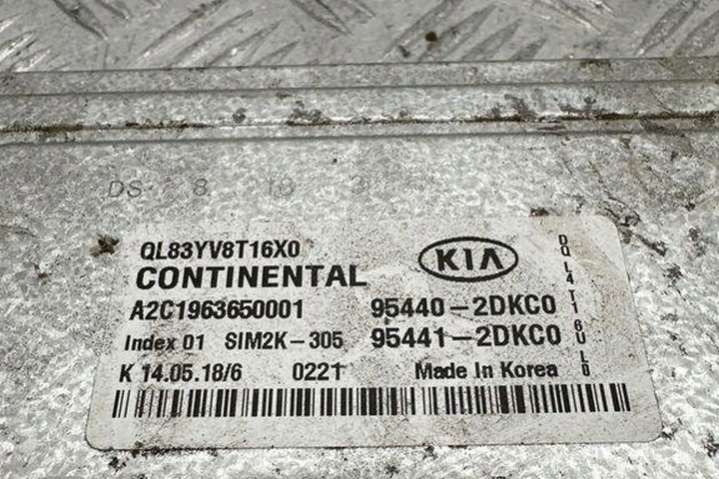 QL83YV8T16X0
CONTINENTAL
KIA
A2C1963650001 95440-2DKC0
Index 01 SIM2K-305 95441-2DKC0
K 14.05.18/6 0221 Made In Korea